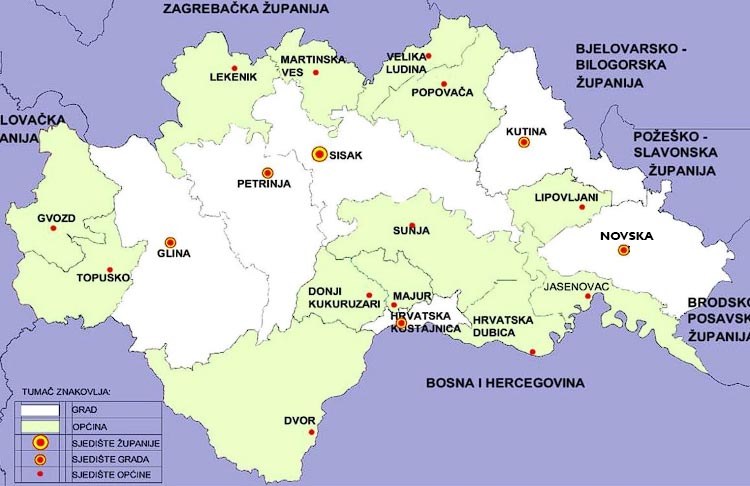 ZAGREBAČKA ŽUPANIJA
BJELOVARSKO -
BILOGORSKA
ŽUPANIJA
POŽEŠKO -
SLAVONSKA
ŽUPANIJA
LOVAČKA
ANIJA
LEKENIK
MARTINSKA
VES
VELIKA
LUDINA
POPOVAČA
KUTINA
SISAK
PETRINJA
LIPOVLJANI
GVOZD
SUNJA
NOVSKA
GLINA
TOPUSKO
DONJI
KUKURUZARI
MAJUR
JASENOVAC
HRVATSKA
KOSTAJNICA
HRVATSKA
DUBICA
BRODSKO
POSAVSK
ŽUPANIJA
BOSNA I HERCEGOVINA
DVOR
TUMAČ ZNAKOVLJA:
GRAD
OPĆINA
SJEDIŠTE ŽUPANIJE
SJEDIŠTE GRADA
SJEDIŠTE OPĆINE